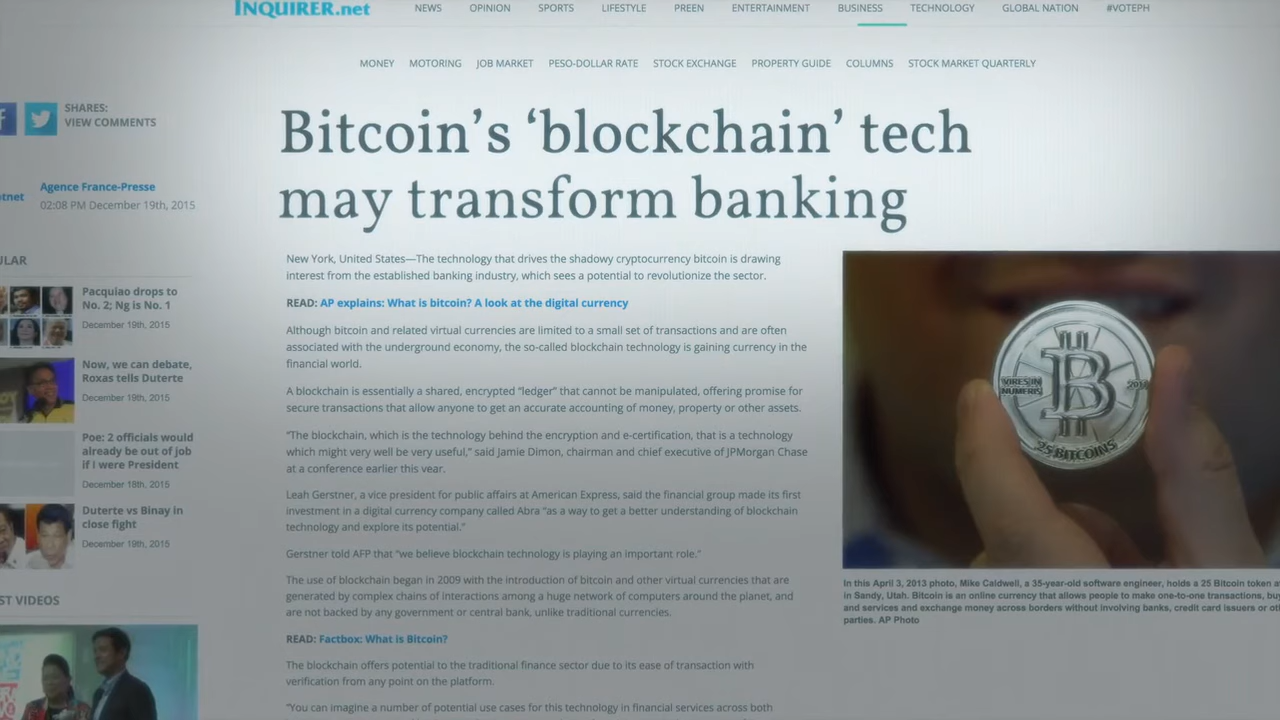 INQUIRER.net
NEWS OPINION SPORTS LIFESTYLE PREEN ENTERTAINMENT BUSINESS TECHNOLOGY GLOBAL NATION #VOTEPH
MONEY MOTORING JOB MARKET PESO-DOLLAR RATE STOCK EXCHANGE PROPERTY GUIDE COLUMNS STOCK MARKET QUARTERLY
SHARES:
VIEW COMMENTS
Agence France-Presse
02:08 PM December 19th, 2015
Pacquiao drops to
No. 2; Ng is No. 1
December 19th, 2015
Now, we can debate,
Roxas tells Duterte
December 19th, 2015
Poe: 2 officials would
already be out of job
if I were President
December 19th, 2015
Duterte vs Binay in
close fight
December 19th, 2015
VIDEOS
Bitcoin's ‘blockchain’ tech
may transform banking
New York, United States—The technology that drives the shadowy cryptocurrency bitcoin is drawing
interest from the established banking industry, which sees a potential to revolutionize the sector.
READ: AP explains: What is bitcoin? A look at the digital currency
Although bitcoin and related virtual currencies are limited to a small set of transactions and are often
associated with the underground economy, the so-called blockchain technology is gaining currency in the
financial world.
A blockchain is essentially a shared, encrypted “ledger” that cannot be manipulated, offering promise for
secure transactions that allow anyone to get an accurate accounting of money, property or other assets.
“The blockchain, which is the technology behind the encryption and e-certification, that is a technology
which might very well be very useful,” said Jamie Dimon, chairman and chief executive of JPMorgan Chase
at a conference earlier this year.
Leah Gerstner, a vice president for public affairs at American Express, said the financial group made its first
investment in a digital currency company called Abra “as a way to get a better understanding of blockchain
technology and explore its potential.”
Gerstner told AFP that “we believe blockchain technology is playing an important role.”
The use of blockchain began in 2009 with the introduction of bitcoin and other virtual currencies that are
generated by complex chains of interactions among a huge network of computers around the planet, and
are not backed by any government or central bank, unlike traditional currencies.
READ: Factbox: What is Bitcoin?
The blockchain offers potential to the traditional finance sector due to its ease of transaction with
verification from any point on the platform.
“You can imagine a number of potential use cases for this technology in financial services across both
VIRES IN
NUMERIS
25 BITCOINS
In this April 3, 2013 photo, Mike Caldwell, a 35-year-old software engineer, holds a 25 Bitcoin token
in Sandy, Utah. Bitcoin is an online currency that allows people to make one-to-one transactions,
and services and exchange money across borders without involving banks, credit card issuers or
parties. AP Photo